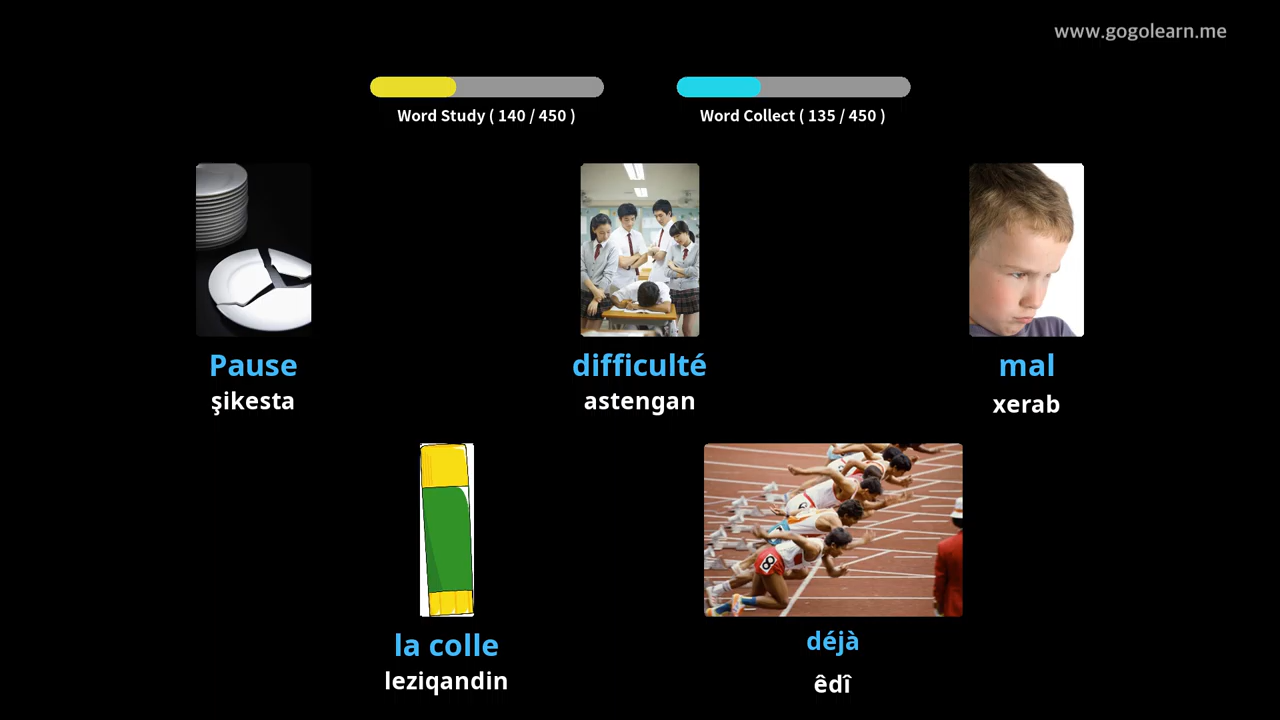 www.gogolearn.me
Word Study ( 140 / 450 )
Word Collect ( 135 / 450 )
Pause
şikesta
difficulté
astengan
mal
xerab
la colle
leziqandin
déjà
êdî